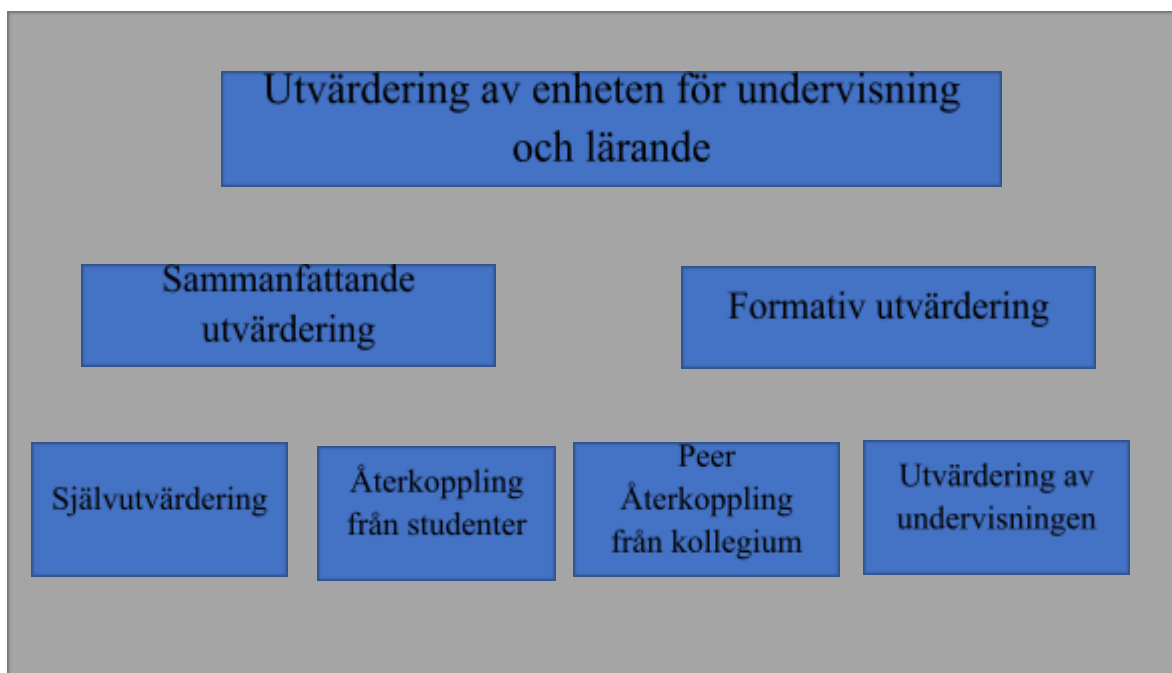 Utvärdering av enheten för undervisning
och lärande
Sammanfattande
utvärdering
Formativ utvärdering
Självutvärdering
Återkoppling
från studenter
Peer
Återkoppling
från kollegium
Utvärdering av
undervisningen